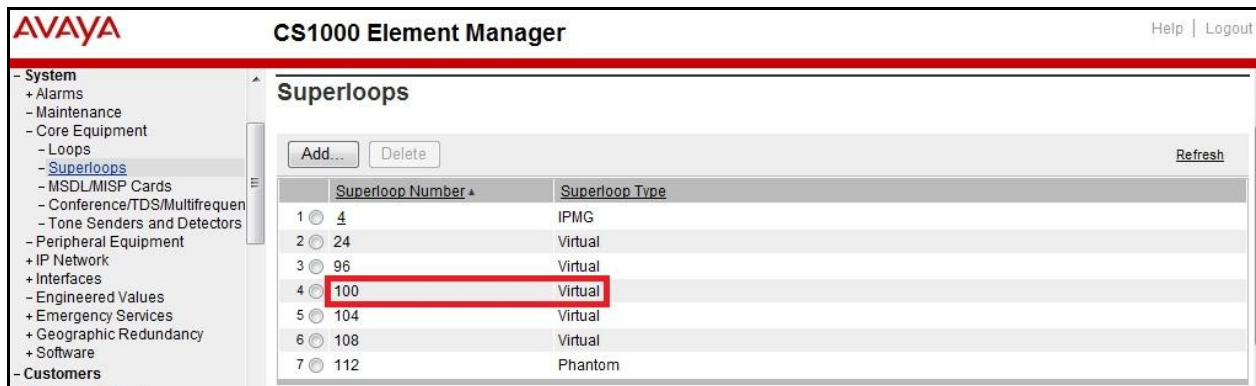 AVAYA
CS1000 Element Manager
Help | Logout
- System
+ Alarms
- Maintenance
- Core Equipment
- Loops
- Superloops
- MSDL/MISP Cards
- Conference/TDS/Multifrequen
- Tone Senders and Detectors
- Peripheral Equipment
+ IP Network
+ Interfaces
- Engineered Values
+ Emergency Services
+ Geographic Redundancy
+ Software
- Customers
Superloops
Add... Delete Refresh
Superloop Number Superloop Type
1 4 IPMG
2 24 Virtual
3 96 Virtual
4 100 Virtual
5 104 Virtual
6 108 Virtual
7 112 Phantom